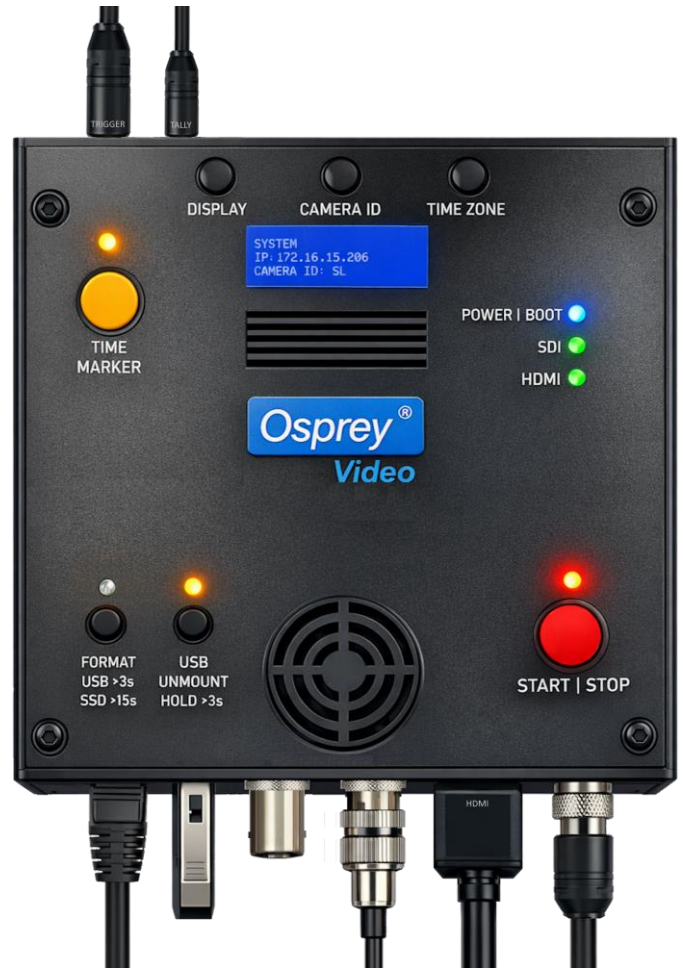 TRIGGER
TALLY
DISPLAY
CAMERA ID
TIME ZONE
SYSTEM
IP: 172.16.15.206
CAMERA ID: SL
TIME
MARKER
POWER | BOOT
SDI
HDMI
Osprey®
Video
FORMAT
USB >3s
SSD >15s
USB
UNMOUNT
HOLD >3s
START | STOP
HDMI